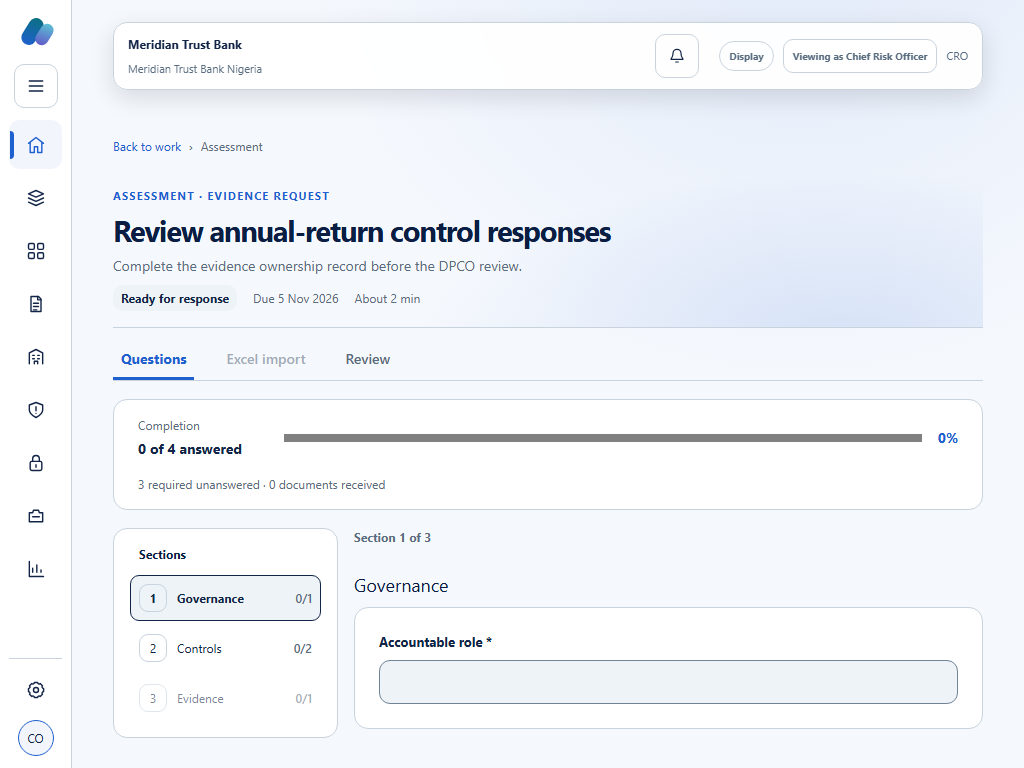 Meridian Trust Bank
Meridian Trust Bank Nigeria
Display
Viewing as Chief Risk Officer
CRO
Back to work › Assessment
ASSESSMENT · EVIDENCE REQUEST
Review annual-return control responses
Complete the evidence ownership record before the DPCO review.
Ready for response Due 5 Nov 2026 About 2 min
Questions Excel import Review
Completion
0 of 4 answered
0%
3 required unanswered · 0 documents received
Sections
1 Governance 0/1
2 Controls 0/2
3 Evidence 0/1
Section 1 of 3
Governance
Accountable role *
CO